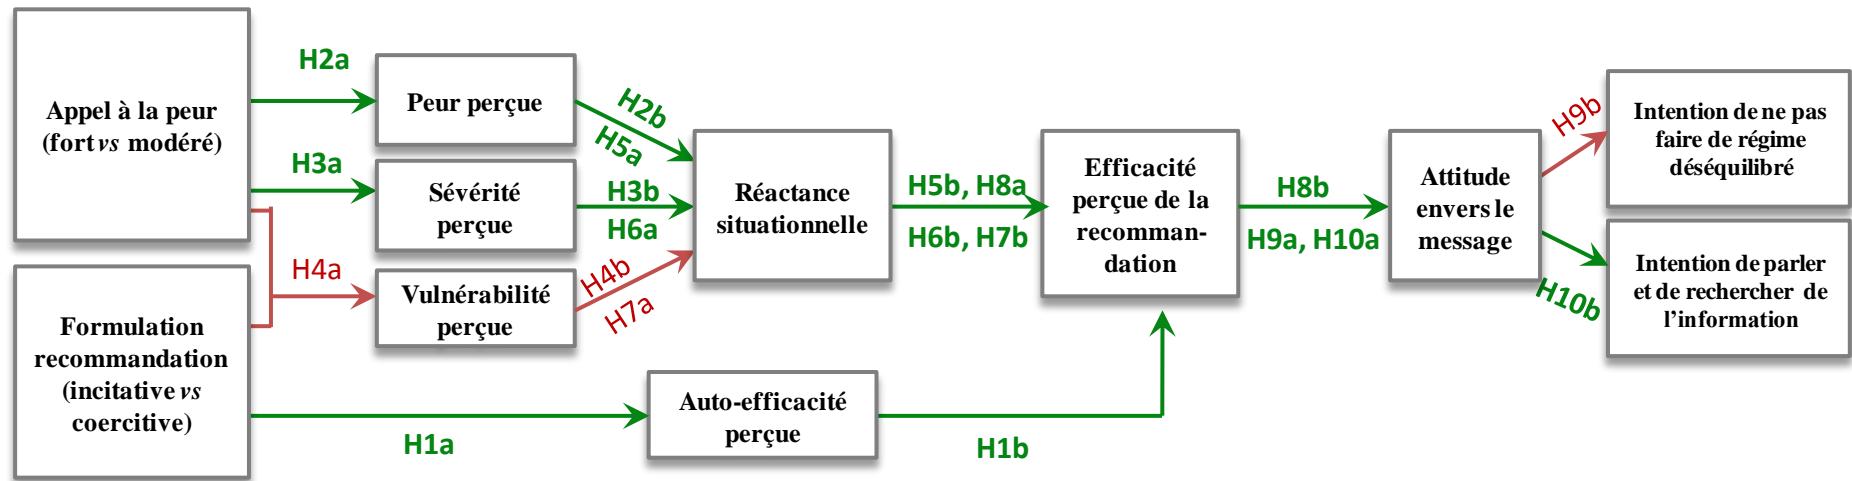 Appel à la peur
(fort vs modéré)
Formulation
recommandation
(incitative vs
coercitive)
H2a
H3a
H4a
H1a
Peur perçue
Sévérité
perçue
Vulnérabilité
perçue
H2b
H5a
H3b
H6a
H4b
H7a
Réactance
situationnelle
Auto-efficacité
perçue
H5b, H8a
H6b, H7b
H1b
Efficacité
perçue de la
recomman-
dation
H8b
H9a, H10a
Attitude
envers le
message
H9b
H10b
Intention de ne pas
faire de régime
déséquilibré
Intention de parler
et de rechercher de
l’information